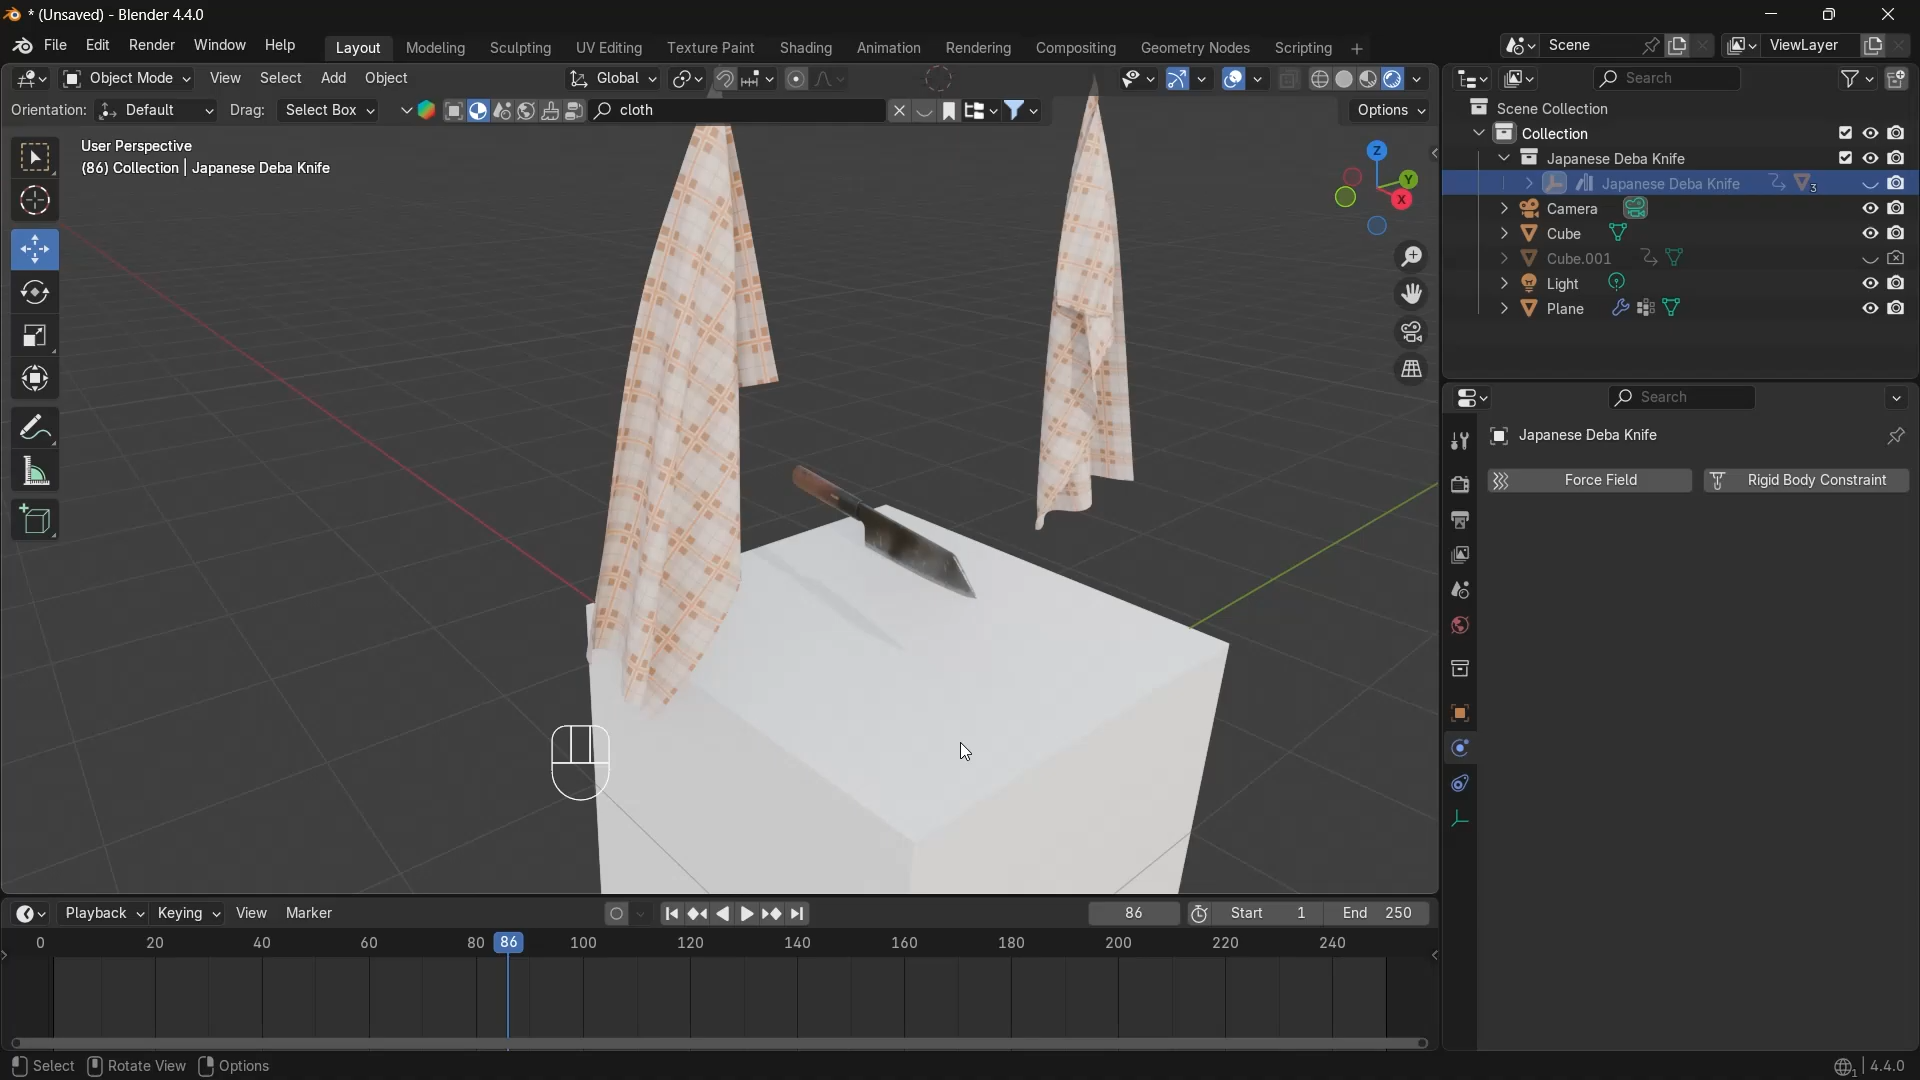 * (Unsaved) - Blender 4.4.0
File Edit Render Window Help
Layout Modeling Sculpting UV Editing Texture Paint Shading Animation Rendering Compositing Geometry Nodes Scripting +
Scene
ViewLayer
Object Mode View Select Add Object
Global
Orientation: Default Drag: Select Box
cloth
Options
User Perspective
(86) Collection | Japanese Deba Knife
Z
Y
X
Search
Scene Collection
Collection
Japanese Deba Knife
Japanese Deba Knife 3
Camera
Cube
Cube.001
Light
Plane
Search
Japanese Deba Knife
Force Field
Rigid Body Constraint
Playback Keying View Marker
86
Start 1
End 250
0 20 40 60 80 86 100 120 140 160 180 200 220 240
Select Rotate View Options
1 4.4.0